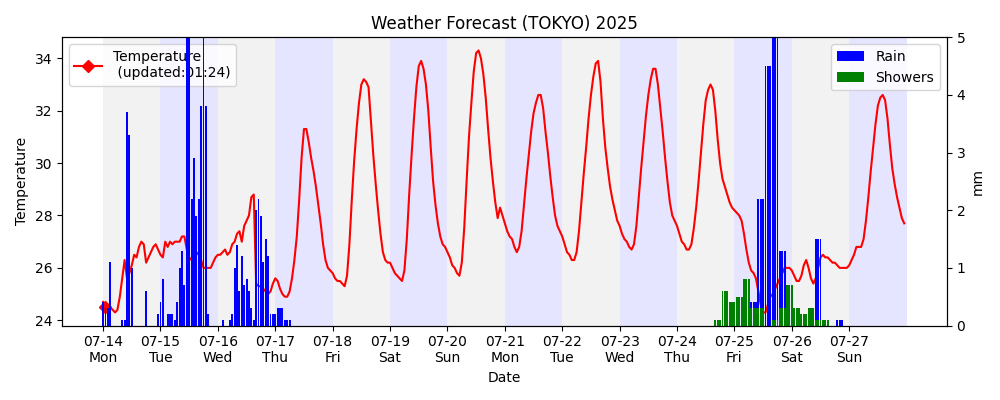 Weather Forecast (TOKYO) 2025
Temperature
(updated:01:24)
Rain
Showers
34
32
30
28
26
24
Temperature
5
4
3
2
1
0
mm
07-14 07-15 07-16 07-17 07-18 07-19 07-20 07-21 07-22 07-23 07-24 07-25 07-26 07-27
Mon Tue Wed Thu Fri Sat Sun Mon Tue Wed Thu Fri Sat Sun
Date